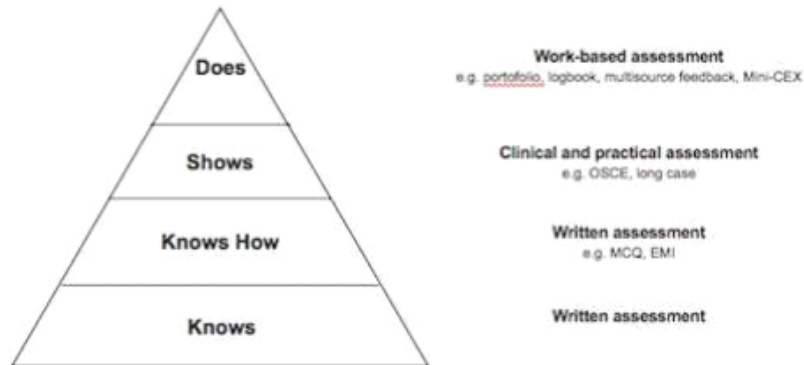 Does
Work-based assessment
e.g. portofolio, logbook, multisource feedback, Mini-CEX
Shows
Clinical and practical assessment
e.g. OSCE, long case
Knows How
Written assessment
e.g. MCQ, EMI
Knows
Written assessment